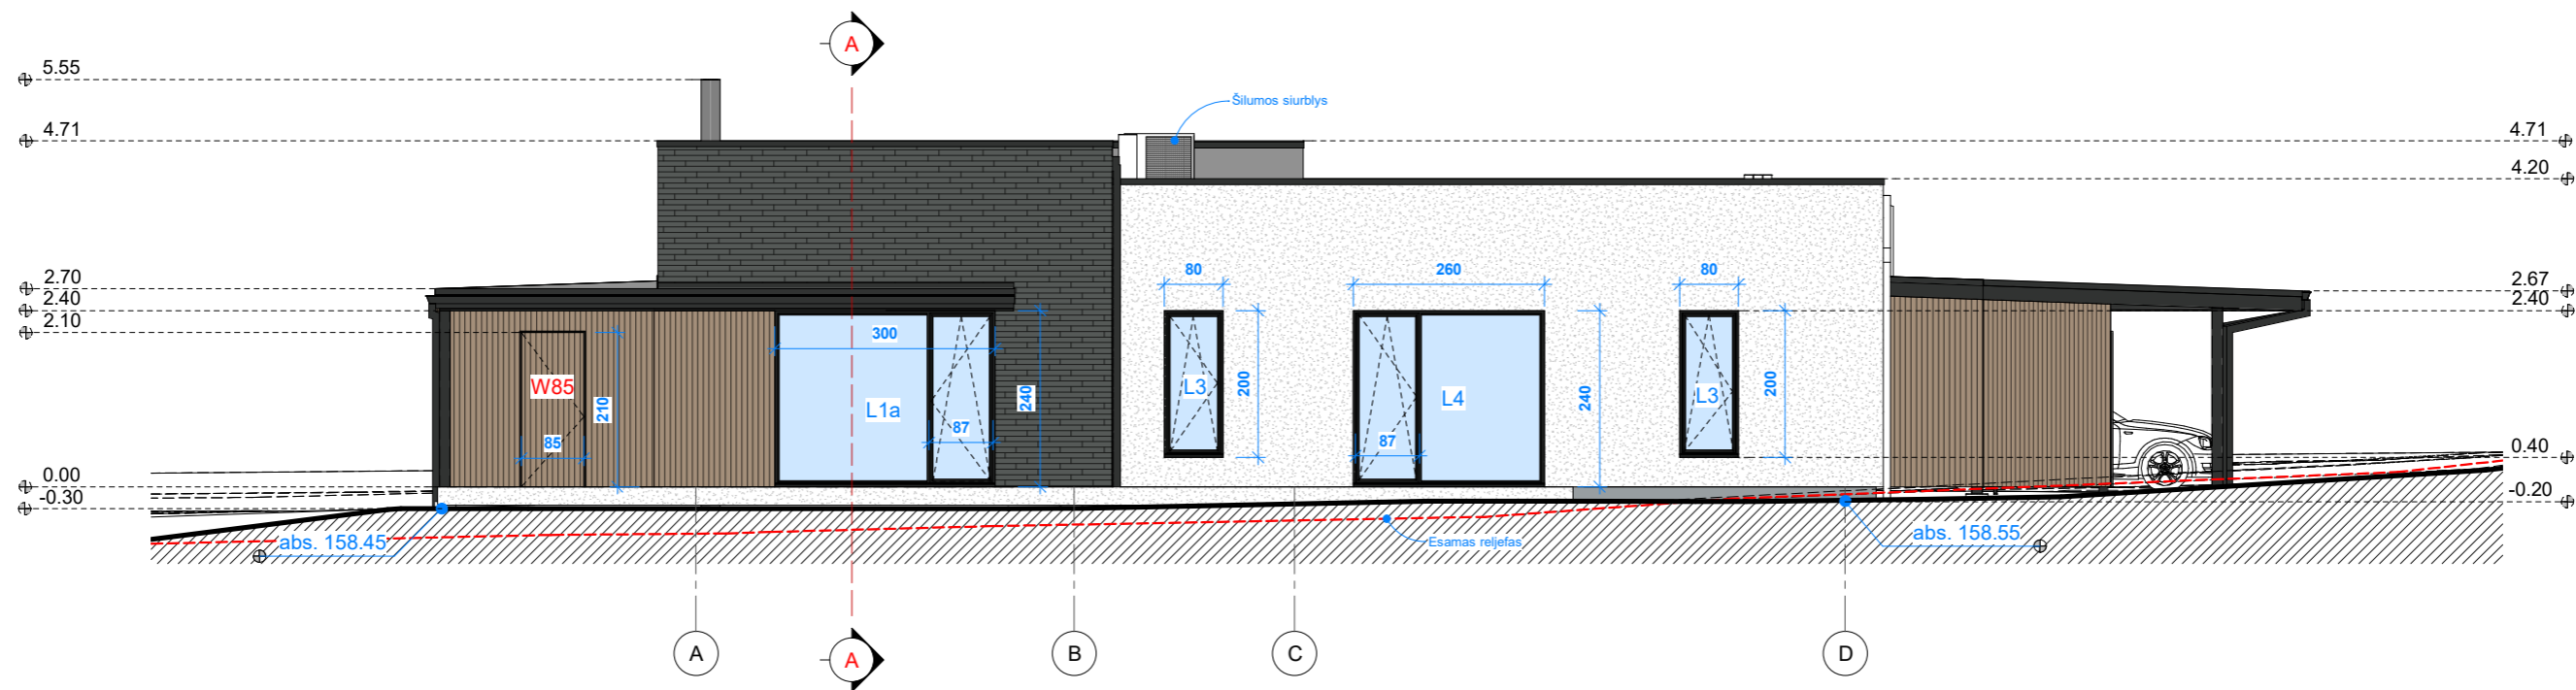 A
5.55
Šilumos siurblys
4.71
4.71
4.20
2.70
2.67
2.40
2.40
2.10
80
260
80
300
W85
210
L1a
240
L3
200
L4
240
L3
200
85
87
87
0.00
0.40
-0.30
-0.20
abs. 158.45
Esamas reljefas
abs. 158.55
A
A
B
C
D